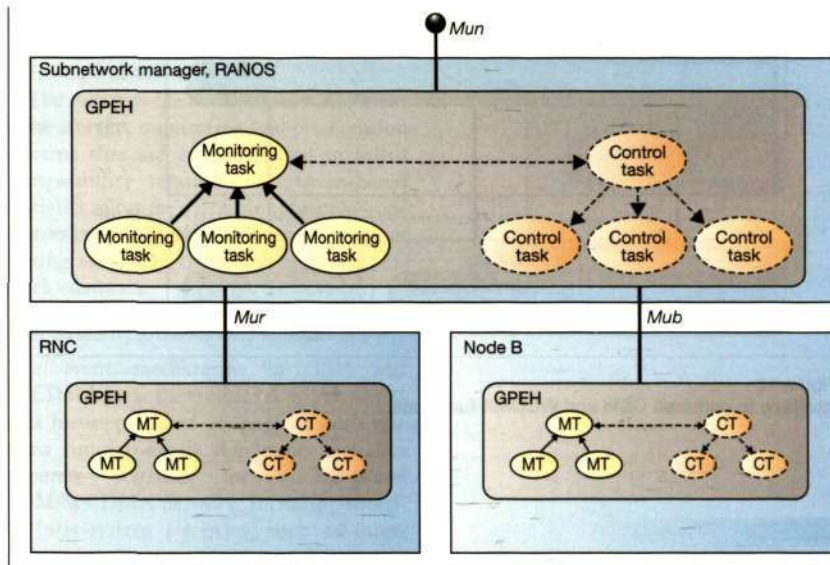 Mun
Subnetwork manager, RANOS
GPEH
Monitoring
task
Control
task
Monitoring
task
Monitoring
task
Monitoring
task
Control
task
Control
task
Control
task
Mur
Mub
RNC
GPEH
MT
CT
MT
MT
CT
CT
Node B
GPEH
MT
CT
MT
MT
CT
CT